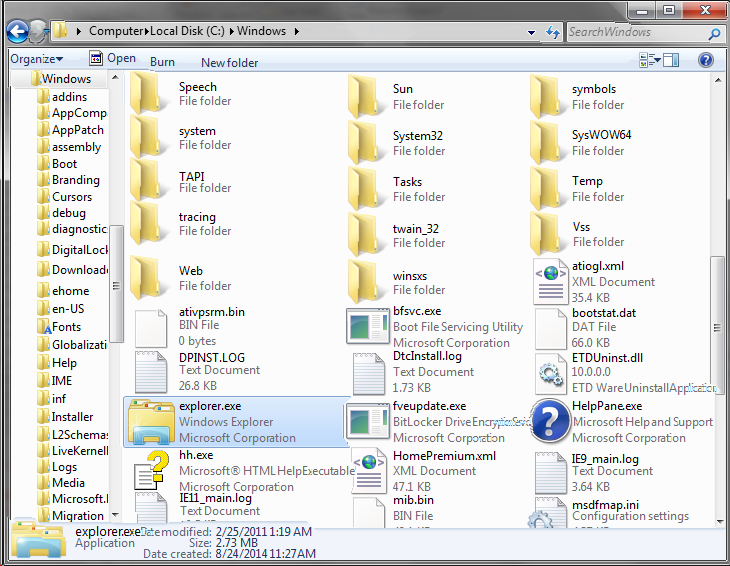 Computer Local Disk (C:) Windows
SearchWindows
Organize
Open
Burn
New folder
Windows
addins
AppCompa
AppPatch
assembly
Boot
Branding
Cursors
debug
diagnostic
DigitalLock
Downloade
ehome
en-US
Fonts
Globalizati
Help
IME
inf
Installer
L2Schemas
LiveKernel
Logs
Media
Microsoft.
Migration
Speech
File folder
Sun
File folder
symbols
File folder
system
File folder
System32
File folder
SysWOW64
File folder
TAPI
File folder
Tasks
File folder
Temp
File folder
tracing
File folder
twain_32
File folder
Vss
File folder
Web
File folder
winsxs
File folder
atiogl.xml
XML Document
35.4 KB
ativpsrm.bin
BIN File
0 bytes
bfsvc.exe
Boot File Servicing Utility
Microsoft Corporation
bootstat.dat
DAT File
66.0 KB
DPINST.LOG
Text Document
26.8 KB
DtcInstall.log
Text Document
1.73 KB
ETDUninst.dll
10.0.0.0
ETD WareUninstallApplication
explorer.exe
Windows Explorer
Microsoft Corporation
fveupdate.exe
BitLocker Drive
Microsoft Corporation
HelpPane.exe
Microsoft Help and Support
Microsoft Corporation
hh.exe
Microsoft® HTMLHelpExecutable
Microsoft Corporation
HomePremium.xml
XML Document
47.1 KB
IE9_main.log
Text Document
3.64 KB
IE11_main.log
Text Document
mib.bin
BIN File
msdfmap.ini
Configuration settings
explorer.exe Date modified: 2/25/2011 1:19 AM
Application Size: 2.73 MB
Date created: 8/24/2014 11:27AM